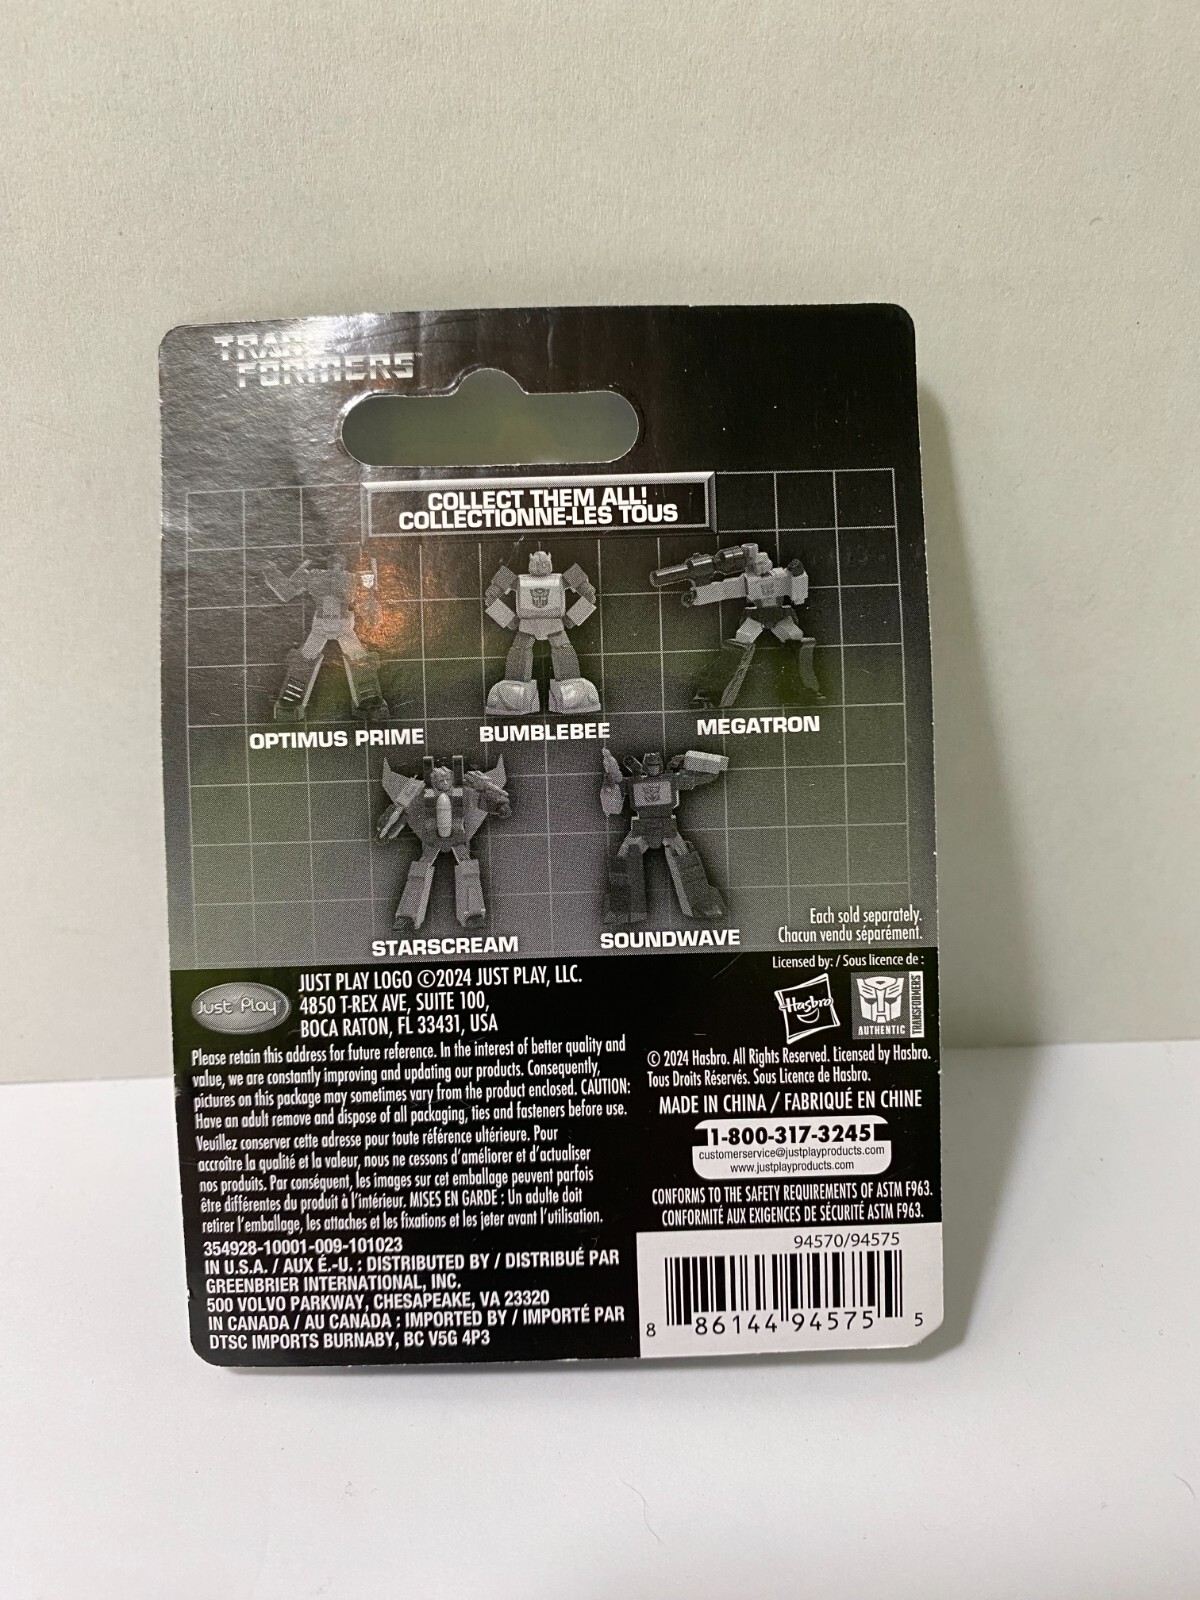 TRANSFORMERS™
COLLECT THEM ALL!
COLLECTIONNE-LES TOUS
OPTIMUS PRIME
BUMBLEBEE
MEGATRON
STARSCREAM
SOUNDWAVE
Each sold separately.
Chacun vendu séparément.
Just Play
JUST PLAY LOGO ©2024 JUST PLAY, LLC.
4850 T-REX AVE, SUITE 100,
BOCA RATON, FL 33431, USA
Please retain this address for future reference. In the interest of better quality and
value, we are constantly improving and updating our products. Consequently,
pictures on this package may sometimes vary from the product enclosed. CAUTION:
Have an adult remove and dispose of all packaging, ties and fasteners before use.
Veuillez conserver cette adresse pour toute référence ultérieure. Pour
accroître la qualité et la valeur, nous ne cessons d'améliorer et d'actualiser
nos produits. Par conséquent, les images sur cet emballage peuvent parfois
être différentes du produit à l'intérieur. MISES EN GARDE : Un adulte doit
retirer l'emballage, les attaches et les fixations et les jeter avant l'utilisation.
354928-10001-009-101023
IN U.S.A. / AUX É.-U. : DISTRIBUTED BY / DISTRIBUÉ PAR
GREENBRIER INTERNATIONAL, INC.
500 VOLVO PARKWAY, CHESAPEAKE, VA 23320
IN CANADA / AU CANADA : IMPORTED BY / IMPORTÉ PAR
DTSC IMPORTS BURNABY, BC V5G 4P3
Licensed by: / Sous licence de :
Hasbro
AUTHENTIC
TRANSFORMERS
© 2024 Hasbro. All Rights Reserved. Licensed by Hasbro.
Tous Droits Réservés. Sous Licence de Hasbro.
MADE IN CHINA / FABRIQUÉ EN CHINE
1-800-317-3245
customerservice@justplayproducts.com
www.justplayproducts.com
CONFORMS TO THE SAFETY REQUIREMENTS OF ASTM F963.
CONFORMITÉ AUX EXIGENCES DE SÉCURITÉ ASTM F963.
94570/94575
8 86144 94575 5